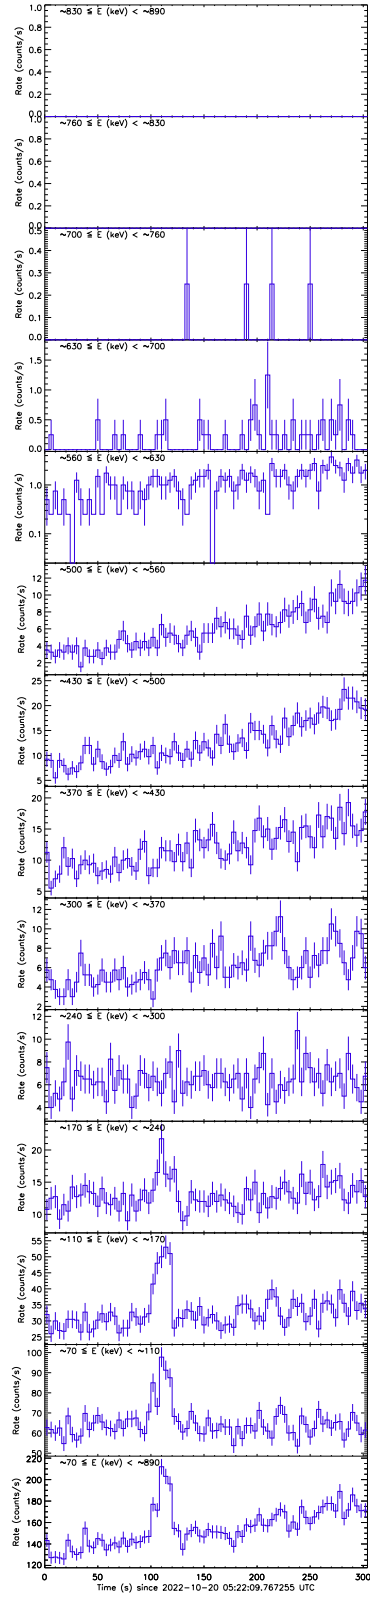 ~830 ≤ E (keV) < ~890
1.0
0.8
0.6
0.4
0.2
0.0
Rate (counts/s)
~760 ≤ E (keV) < ~830
1.0
0.8
0.6
0.4
0.2
0.0
Rate (counts/s)
~700 ≤ E (keV) < ~760
0.5
0.4
0.3
0.2
0.1
0.0
Rate (counts/s)
~630 ≤ E (keV) < ~700
1.5
1.0
0.5
0.0
Rate (counts/s)
~560 ≤ E (keV) < ~630
1.0
0.1
Rate (counts/s)
~500 ≤ E (keV) < ~560
12
10
8
6
4
2
Rate (counts/s)
~430 ≤ E (keV) < ~500
25
20
15
10
5
Rate (counts/s)
~370 ≤ E (keV) < ~430
20
15
10
5
Rate (counts/s)
~300 ≤ E (keV) < ~370
12
10
8
6
4
2
Rate (counts/s)
~240 ≤ E (keV) < ~300
12
10
8
6
4
Rate (counts/s)
~170 ≤ E (keV) < ~240
20
15
10
Rate (counts/s)
~110 ≤ E (keV) < ~170
55
50
45
40
35
30
25
Rate (counts/s)
~70 ≤ E (keV) < ~110
100
90
80
70
60
50
Rate (counts/s)
~70 ≤ E (keV) < ~890
220
200
180
160
140
120
Rate (counts/s)
0 50 100 150 200 250 300
Time (s) since 2022-10-20 05:22:09.767255 UTC